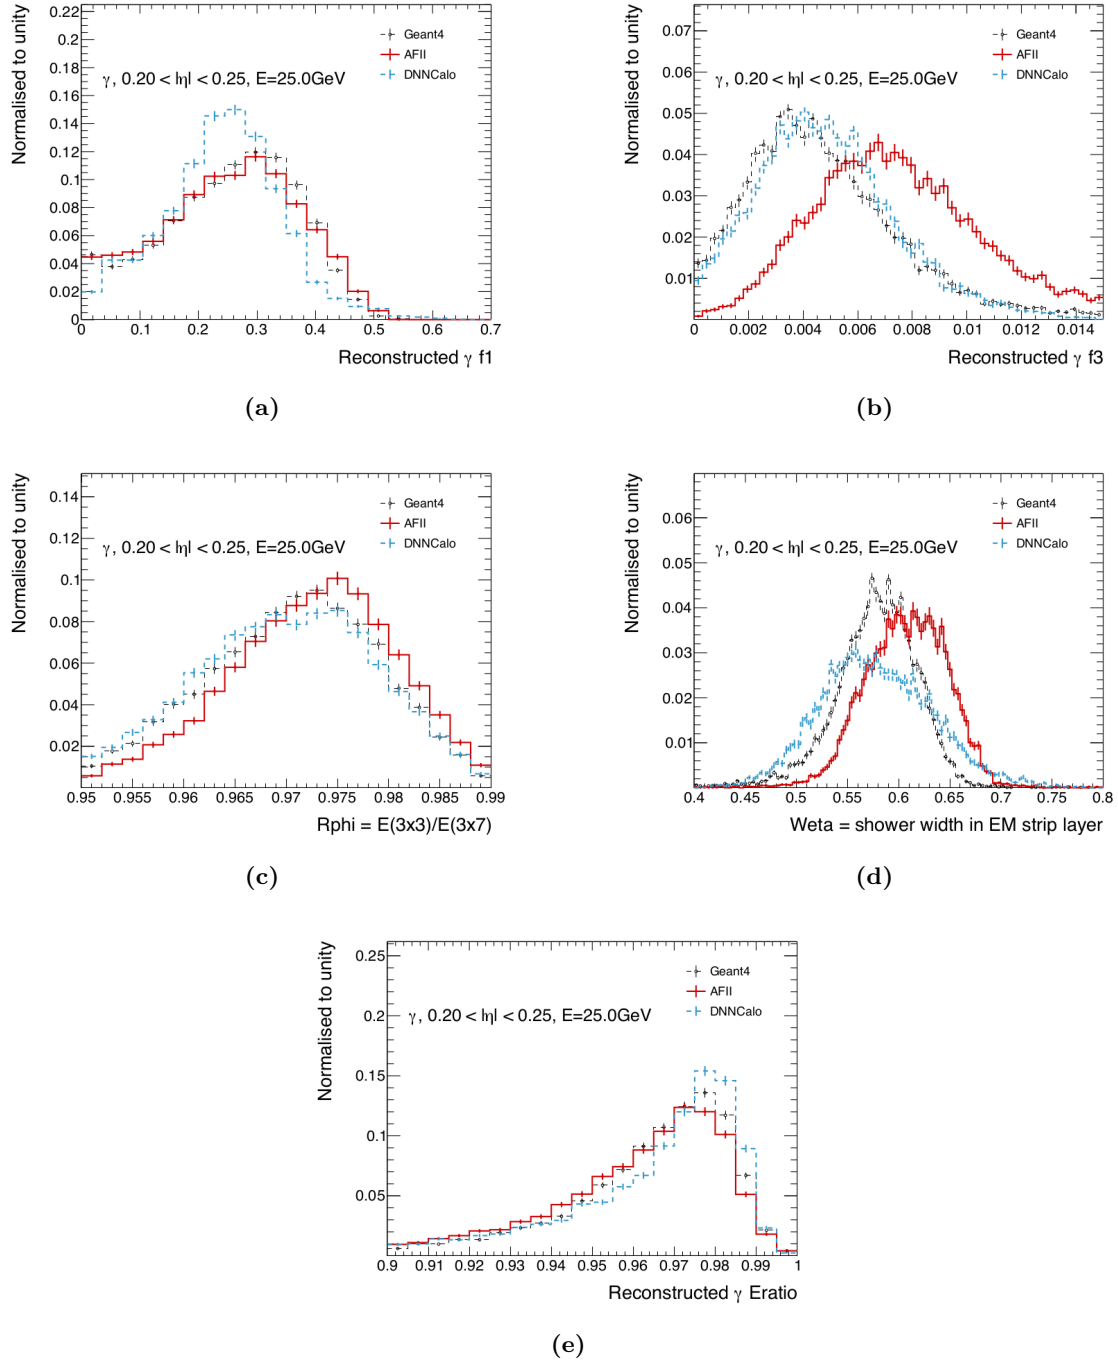 Normalised to unity
0.22
0.2
0.18
0.16
0.14
0.12
0.1
0.08
0.06
0.04
0.02
0
Geant4
AFII
DNNCalo
γ, 0.20 < |η| < 0.25, E=25.0GeV
0 0.1 0.2 0.3 0.4 0.5 0.6 0.7
Reconstructed γ f1
(a)
Normalised to unity
0.07
0.06
0.05
0.04
0.03
0.02
0.01
Geant4
AFII
DNNCalo
γ, 0.20 < |η| < 0.25, E=25.0GeV
0 0.002 0.004 0.006 0.008 0.01 0.012 0.014
Reconstructed γ f3
(b)
Normalised to unity
0.14
0.12
0.1
0.08
0.06
0.04
0.02
Geant4
AFII
DNNCalo
γ, 0.20 < |η| < 0.25, E=25.0GeV
0.95 0.955 0.96 0.965 0.97 0.975 0.98 0.985 0.99
Rphi = E(3x3)/E(3x7)
(c)
Normalised to unity
0.06
0.05
0.04
0.03
0.02
0.01
Geant4
AFII
DNNCalo
γ, 0.20 < |η| < 0.25, E=25.0GeV
0.4 0.45 0.5 0.55 0.6 0.65 0.7 0.75 0.8
Weta = shower width in EM strip layer
(d)
Normalised to unity
0.25
0.2
0.15
0.1
0.05
Geant4
AFII
DNNCalo
γ, 0.20 < |η| < 0.25, E=25.0GeV
0.9 0.91 0.92 0.93 0.94 0.95 0.96 0.97 0.98 0.99 1
Reconstructed γ Eratio
(e)